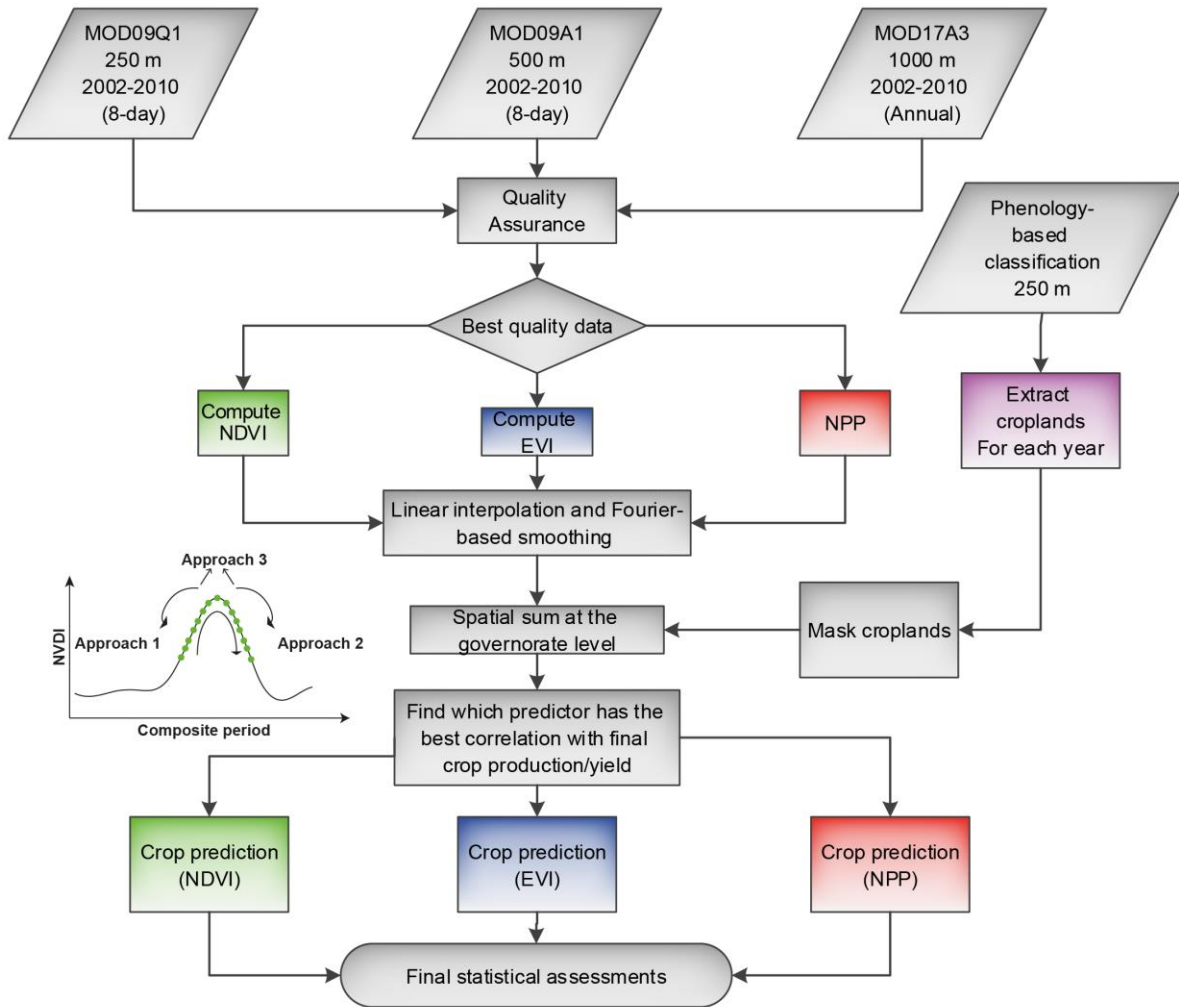 MOD09Q1
250 m
2002-2010
(8-day)
MOD09A1
500 m
2002-2010
(8-day)
MOD17A3
1000 m
2002-2010
(Annual)
Quality
Assurance
Phenology-
based
classification
250 m
Best quality data
Compute
NDVI
Compute
EVI
NPP
Extract
croplands
For each year
Linear interpolation and Fourier-
based smoothing
Approach 3
Approach 1
Approach 2
NVDI
Composite period
Spatial sum at the
governorate level
Mask croplands
Find which predictor has the
best correlation with final
crop production/yield
Crop prediction
(NDVI)
Crop prediction
(EVI)
Crop prediction
(NPP)
Final statistical assessments